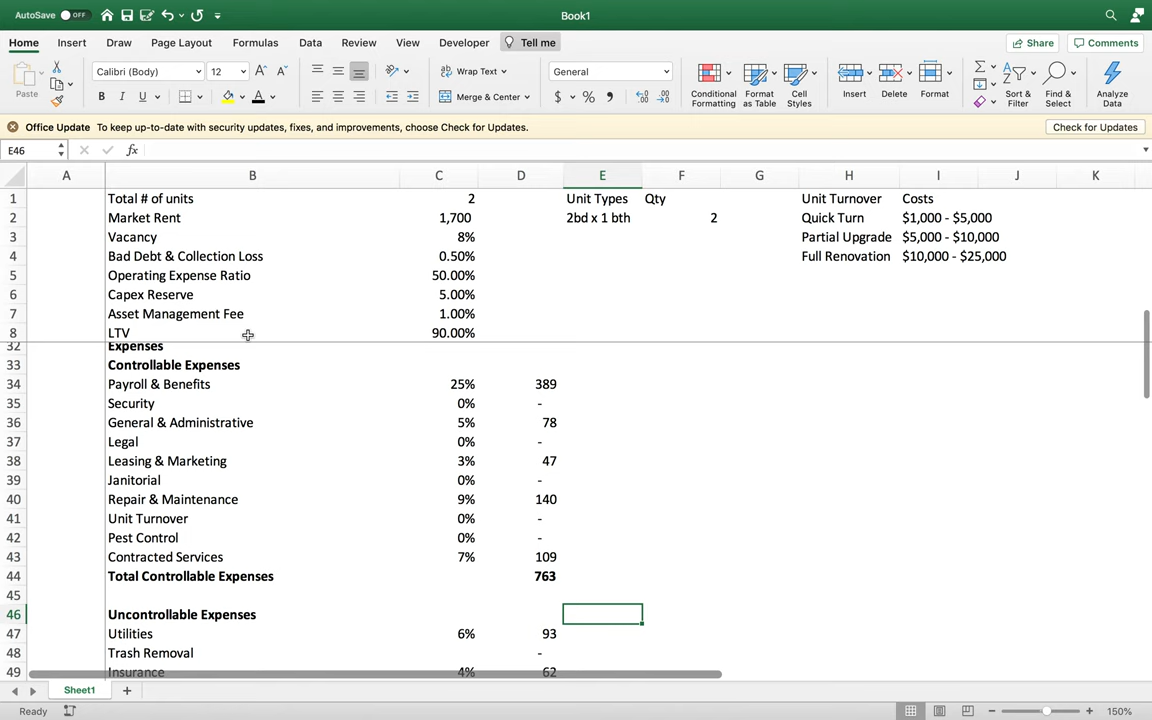 AutoSave OFF Book1
Home Insert Draw Page Layout Formulas Data Review View Developer Tell me Share Comments
Paste Calibri (Body) 12 A A Wrap Text General Conditional Formatting Format as Table Cell Styles Insert Delete Format Sort & Filter Find & Select Analyze Data
B I U A Merge & Center $ % 9
Office Update To keep up-to-date with security updates, fixes, and improvements, choose Check for Updates. Check for Updates
E46 fx
A B C D E F G H I J K
1 Total # of units 2 Unit Types Qty Unit Turnover Costs
2 Market Rent 1,700 2bd x 1 bth 2 Quick Turn $1,000 - $5,000
3 Vacancy 8% Partial Upgrade $5,000 - $10,000
4 Bad Debt & Collection Loss 0.50% Full Renovation $10,000 - $25,000
5 Operating Expense Ratio 50.00%
6 Capex Reserve 5.00%
7 Asset Management Fee 1.00%
8 LTV 90.00%
32 Expenses
33 Controllable Expenses
34 Payroll & Benefits 25% 389
35 Security 0% -
36 General & Administrative 5% 78
37 Legal 0% -
38 Leasing & Marketing 3% 47
39 Janitorial 0% -
40 Repair & Maintenance 9% 140
41 Unit Turnover 0% -
42 Pest Control 0% -
43 Contracted Services 7% 109
44 Total Controllable Expenses 763
45
46 Uncontrollable Expenses
47 Utilities 6% 93
48 Trash Removal -
49 Insurance 4% 62
Sheet1
Ready 150%